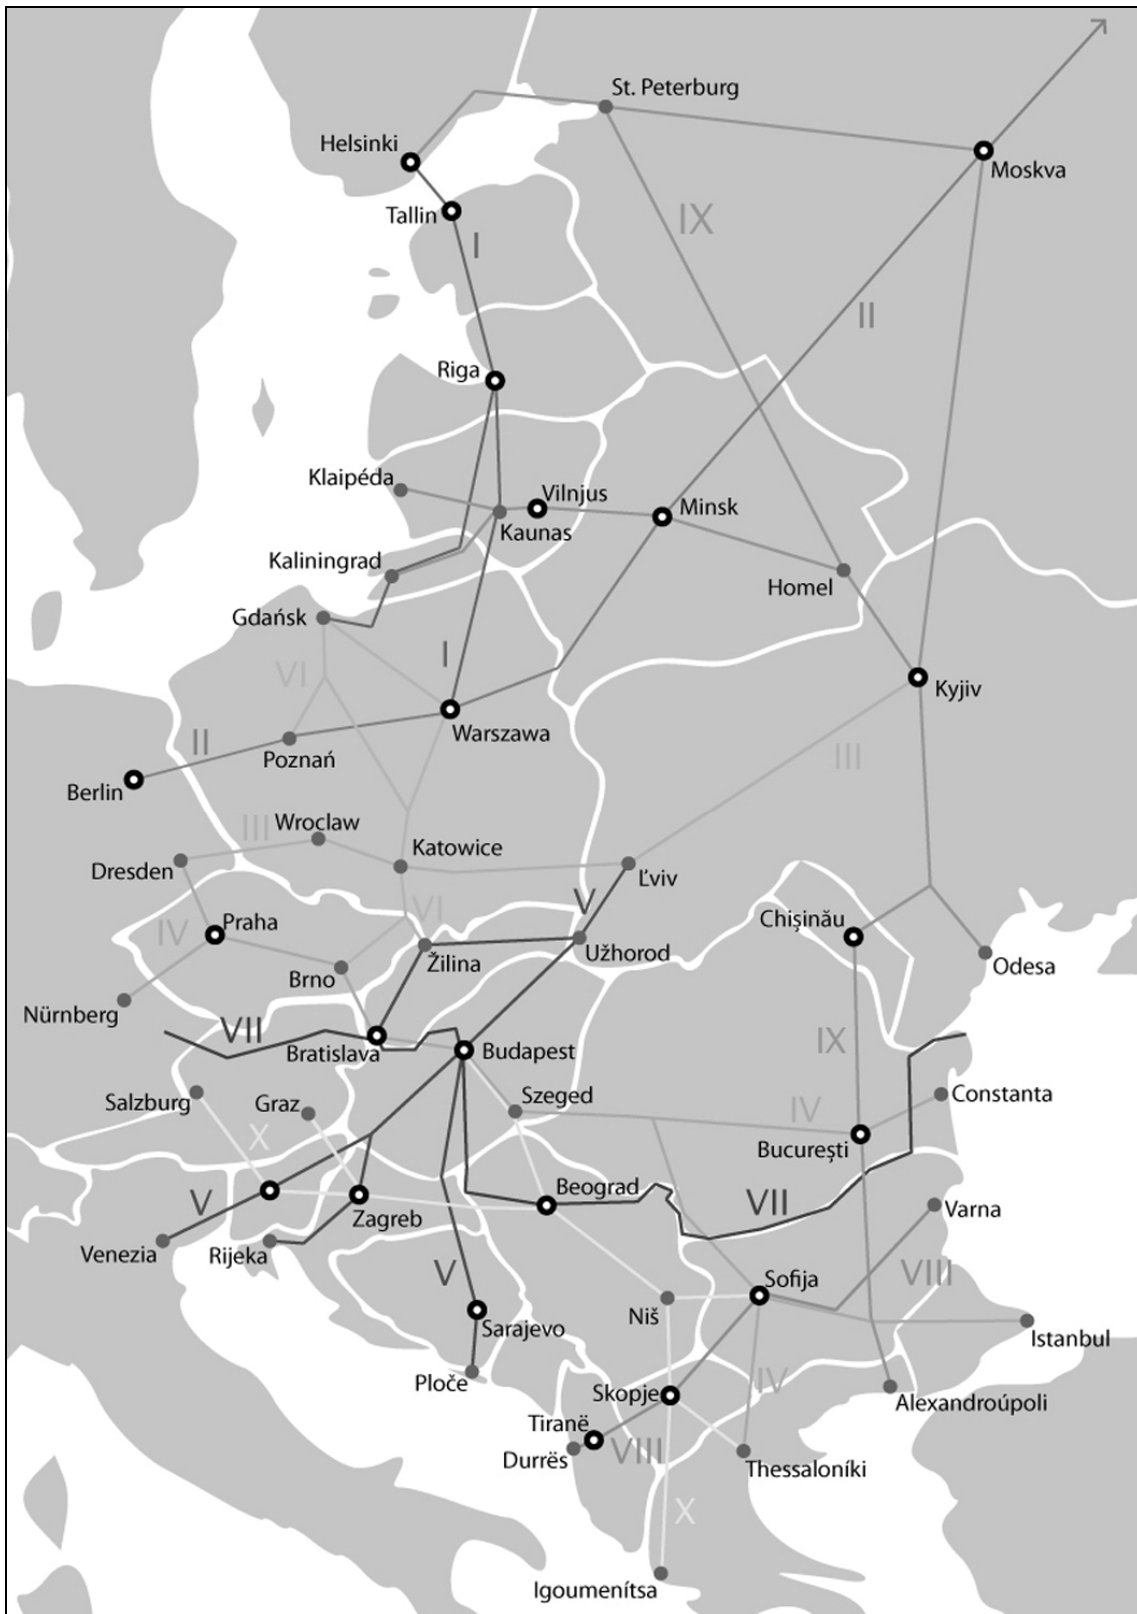 St. Peterburg
Helsinki
Moskva
Tallin
IX
I
II
Riga
Klaipéda
Vilnjus
Minsk
Kaunas
Kaliningrad
Homel
Gdańsk
VI
I
Kyjiv
Warszawa
II
Poznań
III
Berlin
III
Wroclaw
Katowice
Dresden
Ľviv
V
VI
Chişinău
Praha
IV
Žilina
Užhorod
Odesa
Brno
Nürnberg
VII
Bratislava
Budapest
IX
Salzburg
Graz
Szeged
Constanta
IV
X
Bucureşti
V
Beograd
VII
Varna
Zagreb
Venezia
Rijeka
V
Sofija
VIII
Niš
Sarajevo
Istanbul
Ploče
IV
Skopje
Alexandroúpoli
Tiranë
VIII
Durrës
Thessaloníki
X
Igoumenítsa